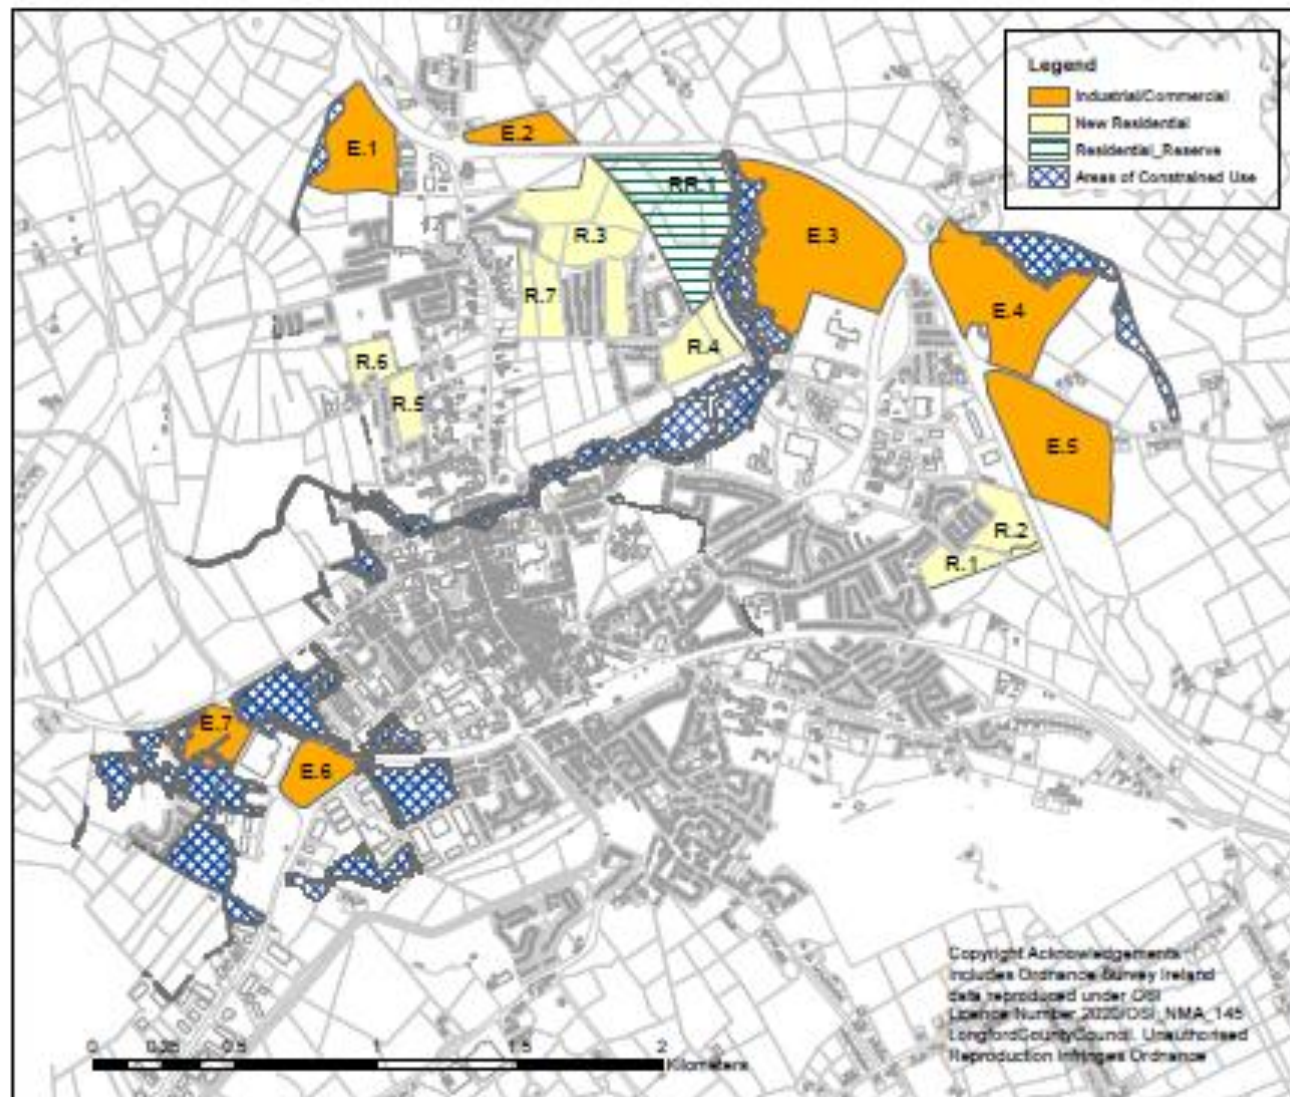 Legend
Industrial/Commercial
New Residential
Residential_Reserve
Areas of Constrained Use
E.1
E.2
RR.1
R.3
E.3
R.7
E.4
R.4
R.6
R.5
E.5
R.2
R.1
E.7
E.6
Copyright Acknowledgements
Includes Ordnance Survey Ireland
data reproduced under OSI
Licence Number 2020/OSI_NMA_145
LongfordCountyCouncil. Unauthorised
Reproduction Infringes Ordnance
0 0.25 0.5 1 1.5 2
Kilometers